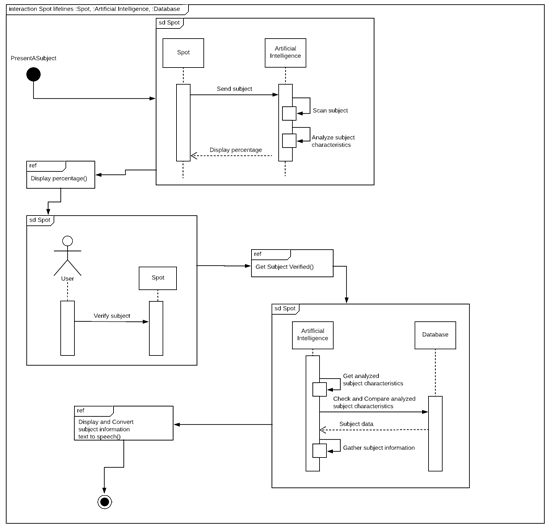 interaction Spot lifelines :Spot, :Artificial Intelligence, :Database
sd Spot
PresentASubject
Spot
Artificial
Intelligence
Send subject
Scan subject
Analyze subject
characteristics
Display percentage
ref
Display percentage()
sd Spot
User
Spot
Verify subject
ref
Get Subject Verified()
sd Spot
Artifficial
Intelligence
Database
Get analyzed
subject characteristics
Check and Compare analyzed
subject characteristics
Subject data
Gather subject information
ref
Display and Convert
subject information
text to speech()